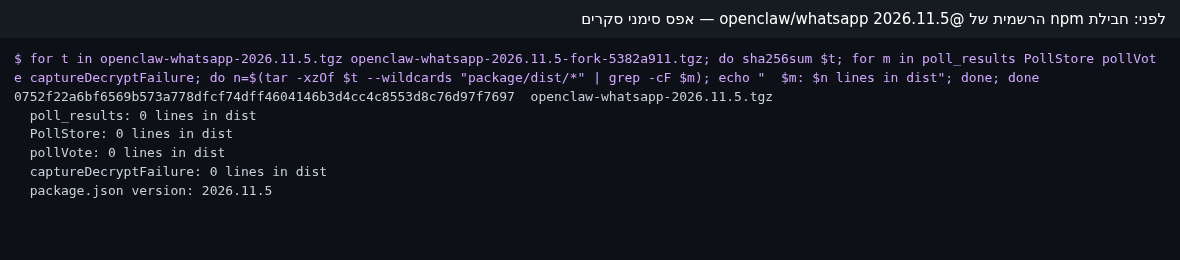 לפני: חבילת npm הרשמית של @openclaw/whatsapp 2026.11.5 — אפס סימני סקרים
$ for t in openclaw-whatsapp-2026.11.5.tgz openclaw-whatsapp-2026.11.5-fork-5382a911.tgz; do sha256sum $t; for m in poll_results PollStore pollVot
e captureDecryptFailure; do n=$(tar -xzOf $t --wildcards "package/dist/*" | grep -cF $m); echo "  $m: $n lines in dist"; done; done
0752f22a6bf6569b573a778dfcf74dff4604146b3d4cc4c8553d8c76d97f7697  openclaw-whatsapp-2026.11.5.tgz
  poll_results: 0 lines in dist
  PollStore: 0 lines in dist
  pollVote: 0 lines in dist
  captureDecryptFailure: 0 lines in dist
  package.json version: 2026.11.5